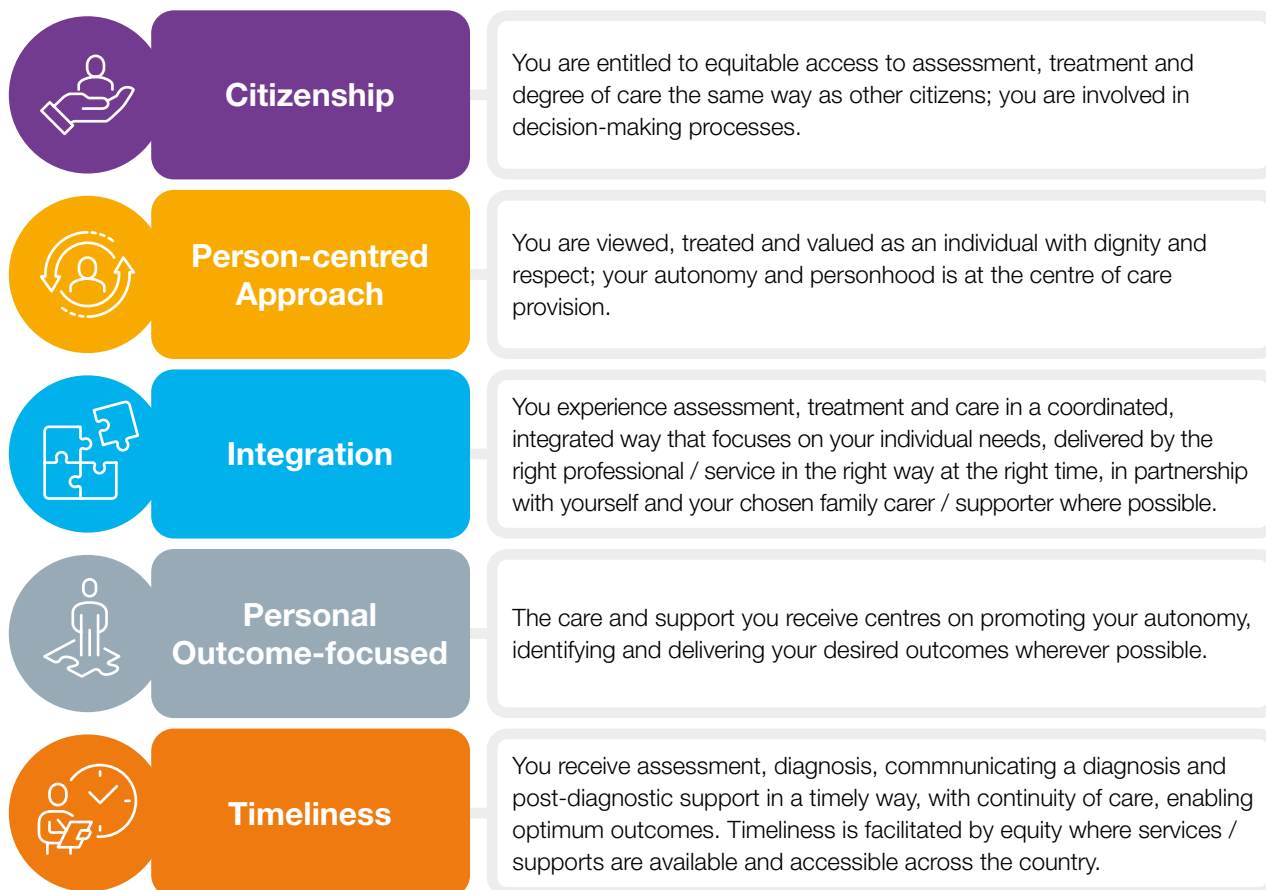 Citizenship
You are entitled to equitable access to assessment, treatment and
degree of care the same way as other citizens; you are involved in
decision-making processes.
Person-centred
Approach
You are viewed, treated and valued as an individual with dignity and
respect; your autonomy and personhood is at the centre of care
provision.
Integration
You experience assessment, treatment and care in a coordinated,
integrated way that focuses on your individual needs, delivered by the
right professional / service in the right way at the right time, in partnership
with yourself and your chosen family carer / supporter where possible.
Personal
Outcome-focused
The care and support you receive centres on promoting your autonomy,
identifying and delivering your desired outcomes wherever possible.
Timeliness
You receive assessment, diagnosis, commnunicating a diagnosis and
post-diagnostic support in a timely way, with continuity of care, enabling
optimum outcomes. Timeliness is facilitated by equity where services /
supports are available and accessible across the country.